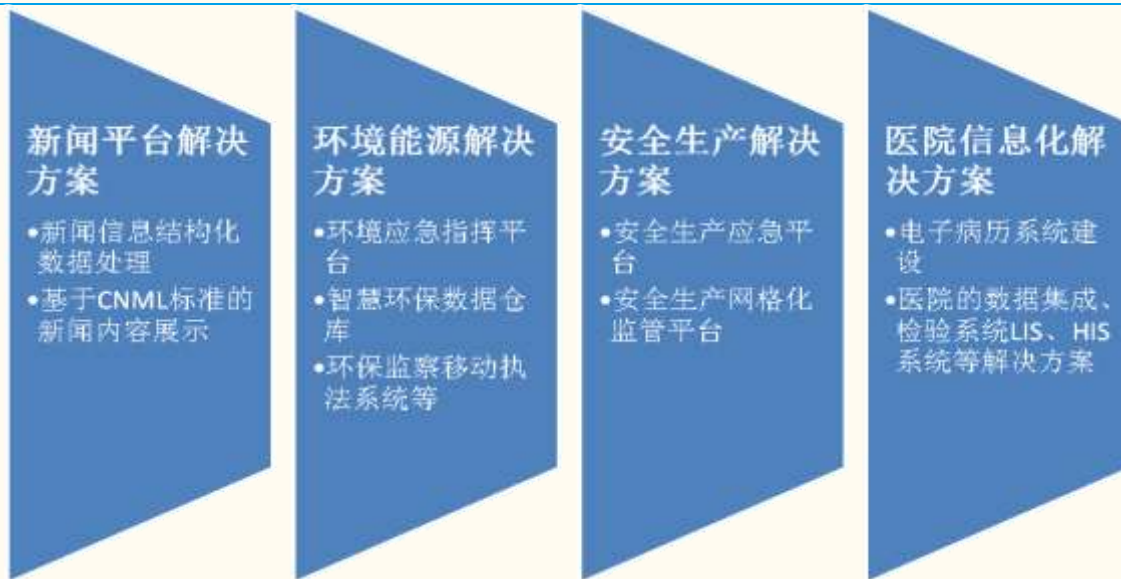 新闻平台解决
方案
•新闻信息结构化
数据处理
•基于CNML标准的
新闻内容展示
环境能源解决
方案
•环境应急指挥平
台
•智慧环保数据仓
库
•环保监察移动执
法系统等
安全生产解决
方案
•安全生产应急平
台
•安全生产网格化
监管平台
医院信息化解
决方案
•电子病历系统建
设
•医院的数据集成、
检验系统LIS、HIS
系统等解决方案